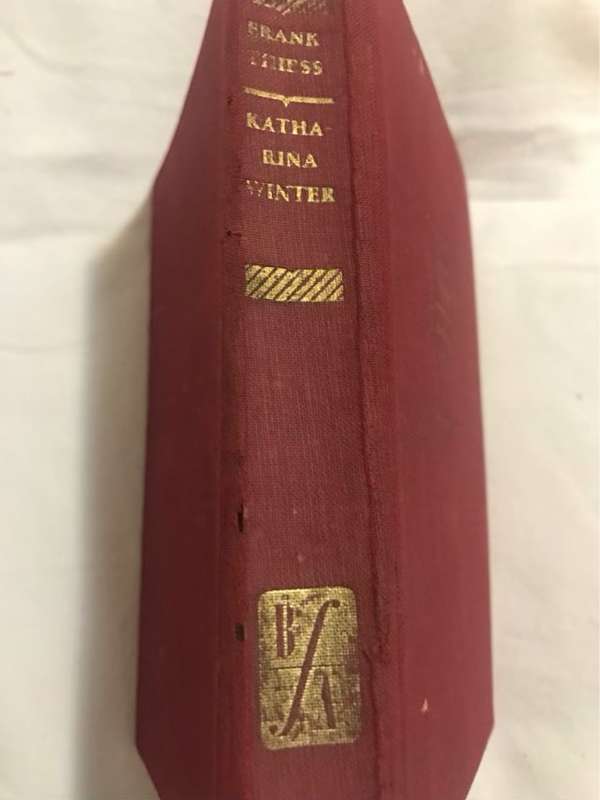 FRANK
THIESS
KATHA-
RINA
WINTER
B
f
A